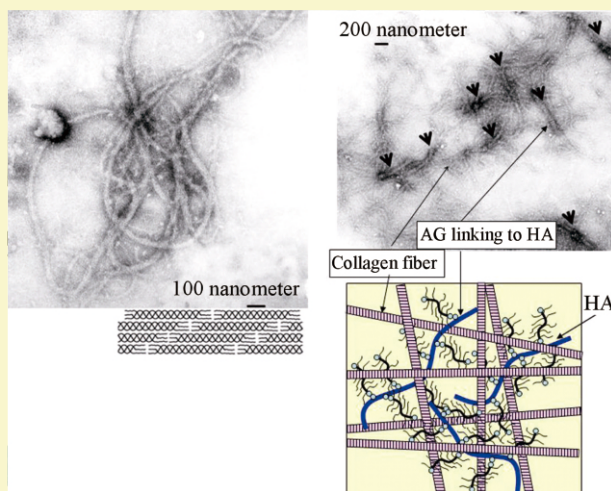 200 nanometer
100 nanometer
AG linking to HA
Collagen fiber
HA